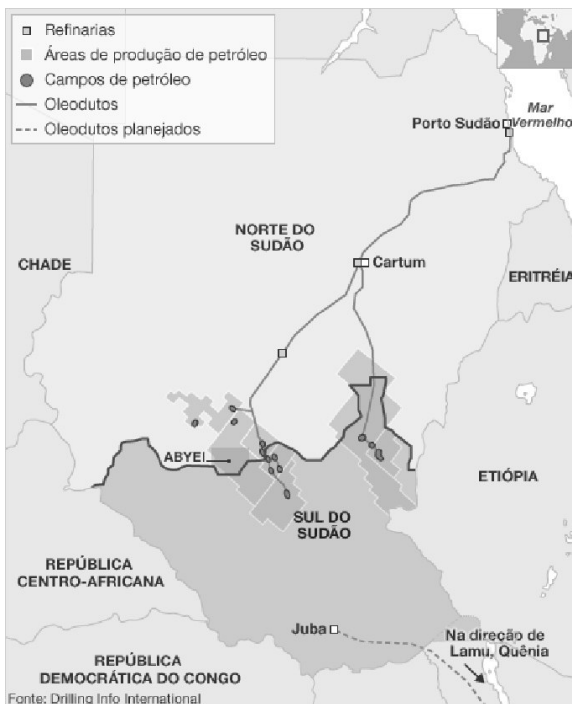 Refinarias
Áreas de produção de petróleo
Campos de petróleo
Oleodutos
Oleodutos planejados
Mar
Vermelho
Porto Sudão
NORTE DO
SUDÃO
CHADE
Cartum
ERITRÉIA
ABYEI
ETIÓPIA
SUL DO
SUDÃO
REPÚBLICA
CENTRO-AFRICANA
Juba
Na direção de
Lamu, Quênia
REPÚBLICA
DEMOCRÁTICA DO CONGO
Fonte: Drilling Info International